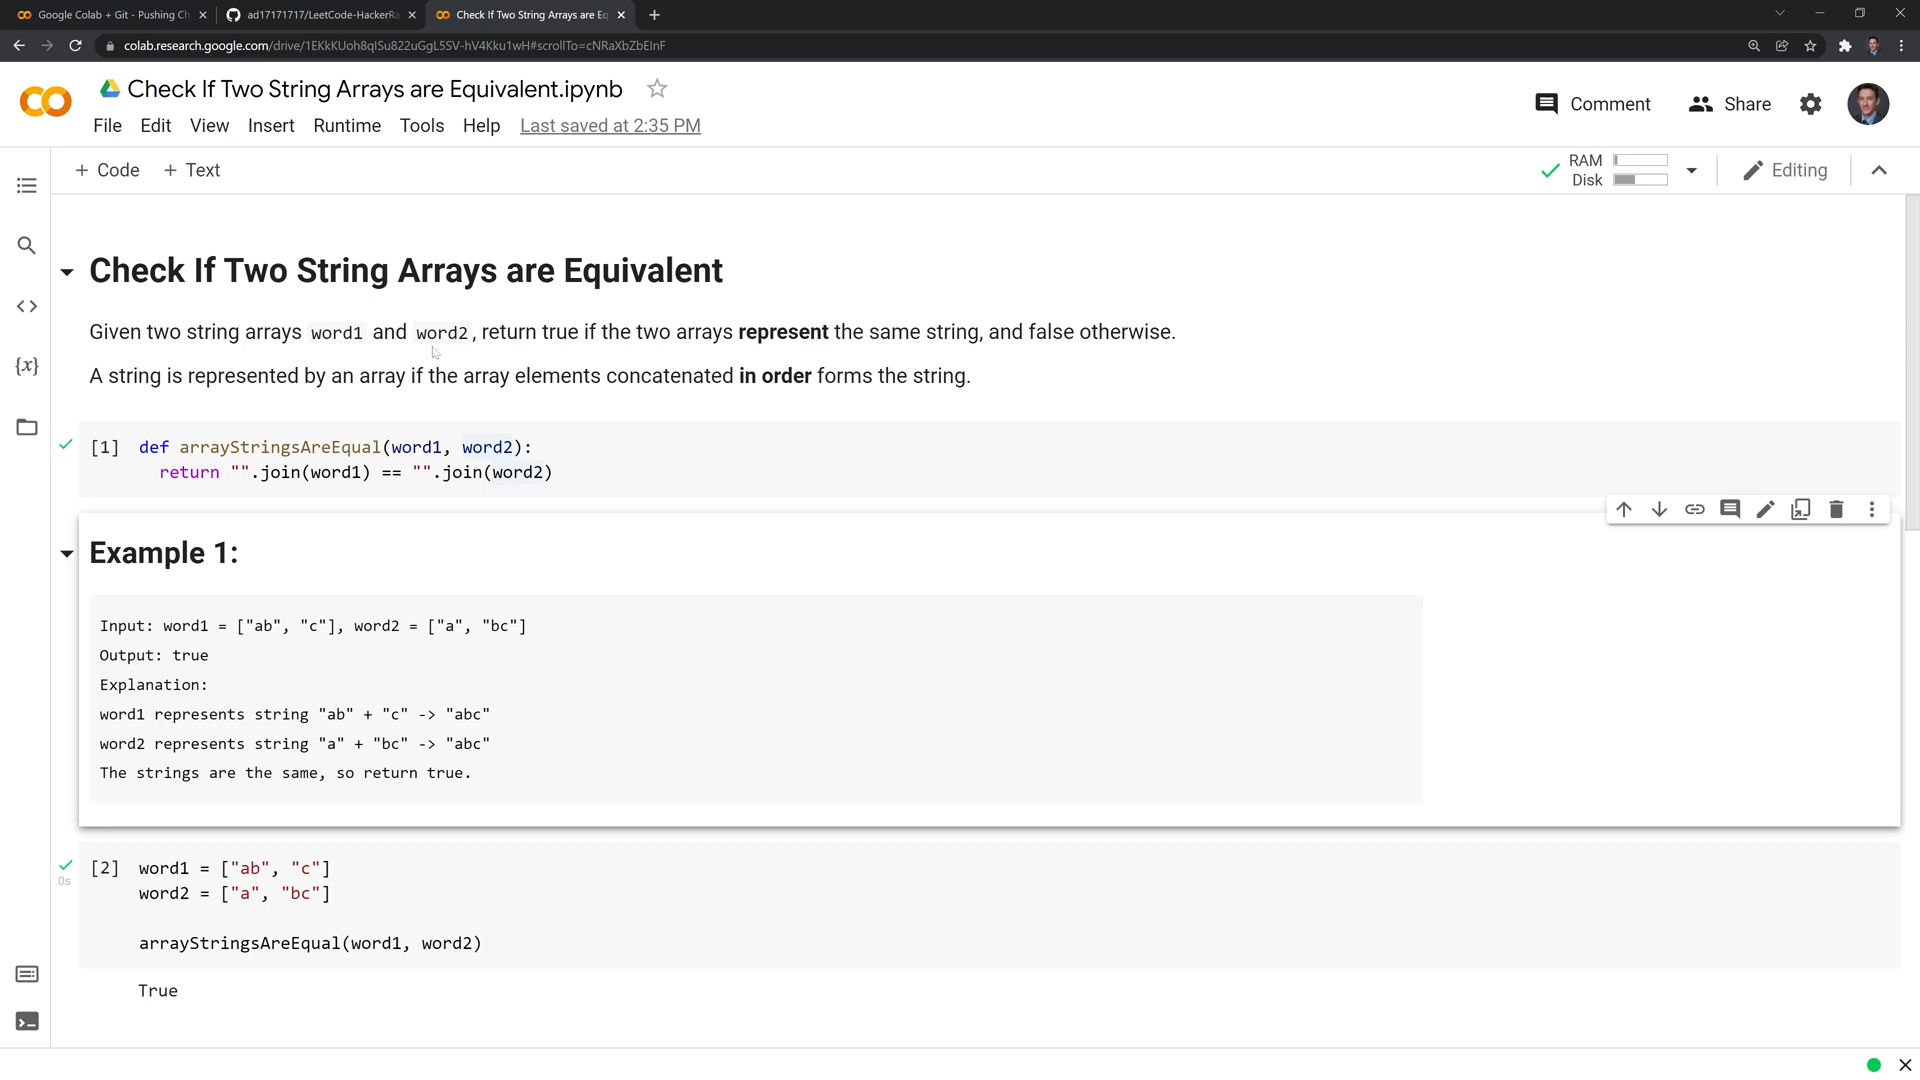 Google Colab + Git - Pushing Ch
ad17171717/LeetCode-HackerRa
Check If Two String Arrays are Eq
colab.research.google.com/drive/1EKkKUoh8qISu822uGgL5SV-hV4Kku1wH#scrollTo=cNRaXbZbEInF
Check If Two String Arrays are Equivalent.ipynb
Comment
Share
File Edit View Insert Runtime Tools Help Last saved at 2:35 PM
+ Code + Text
RAM
Disk
Editing
Check If Two String Arrays are Equivalent
Given two string arrays word1 and word2, return true if the two arrays represent the same string, and false otherwise.
A string is represented by an array if the array elements concatenated in order forms the string.
[1] def arrayStringsAreEqual(word1, word2):
return "".join(word1) == "".join(word2)
Example 1:
Input: word1 = ["ab", "c"], word2 = ["a", "bc"]
Output: true
Explanation:
word1 represents string "ab" + "c" -> "abc"
word2 represents string "a" + "bc" -> "abc"
The strings are the same, so return true.
[2] word1 = ["ab", "c"]
0s
word2 = ["a", "bc"]
arrayStringsAreEqual(word1, word2)
True